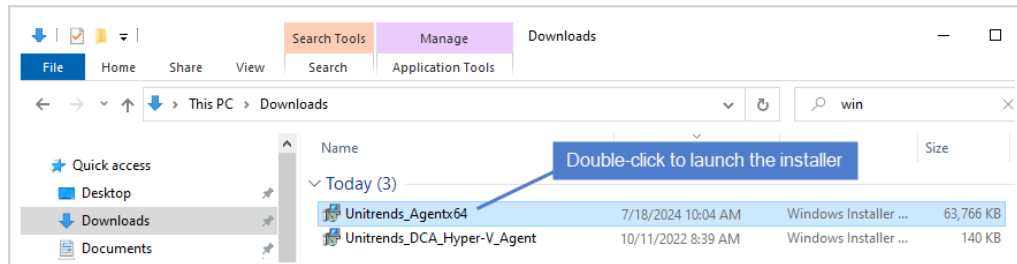 Search Tools Manage Downloads
File Home Share View Search Application Tools
This PC > Downloads win
Quick access Name Size
Double-click to launch the installer
Desktop Today (3)
Downloads Unitrends_Agentx64 7/18/2024 10:04 AM Windows Installer ... 63,766 KB
Documents Unitrends_DCA_Hyper-V_Agent 10/11/2022 8:39 AM Windows Installer ... 140 KB